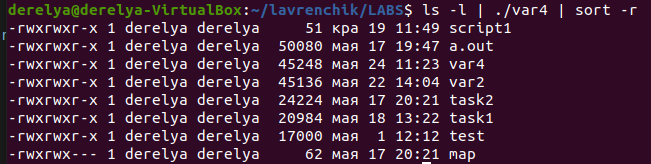 derelya@derelya-VirtualBox:~/lavrenchik/LABS$ ls -l | ./var4 | sort -r
-rwxrwxr-x 1 derelya derelya    51 кра 19 11:49 script1
-rwxrwxr-x 1 derelya derelya 50080 мая 17 19:47 a.out
-rwxrwxr-x 1 derelya derelya 45248 мая 24 11:23 var4
-rwxrwxr-x 1 derelya derelya 45136 мая 22 14:04 var2
-rwxrwxr-x 1 derelya derelya 24224 мая 17 20:21 task2
-rwxrwxr-x 1 derelya derelya 20984 мая 18 13:22 task1
-rwxrwxr-x 1 derelya derelya 17000 мая  1 12:12 test
-rwxrwx--- 1 derelya derelya    62 мая 17 20:21 map